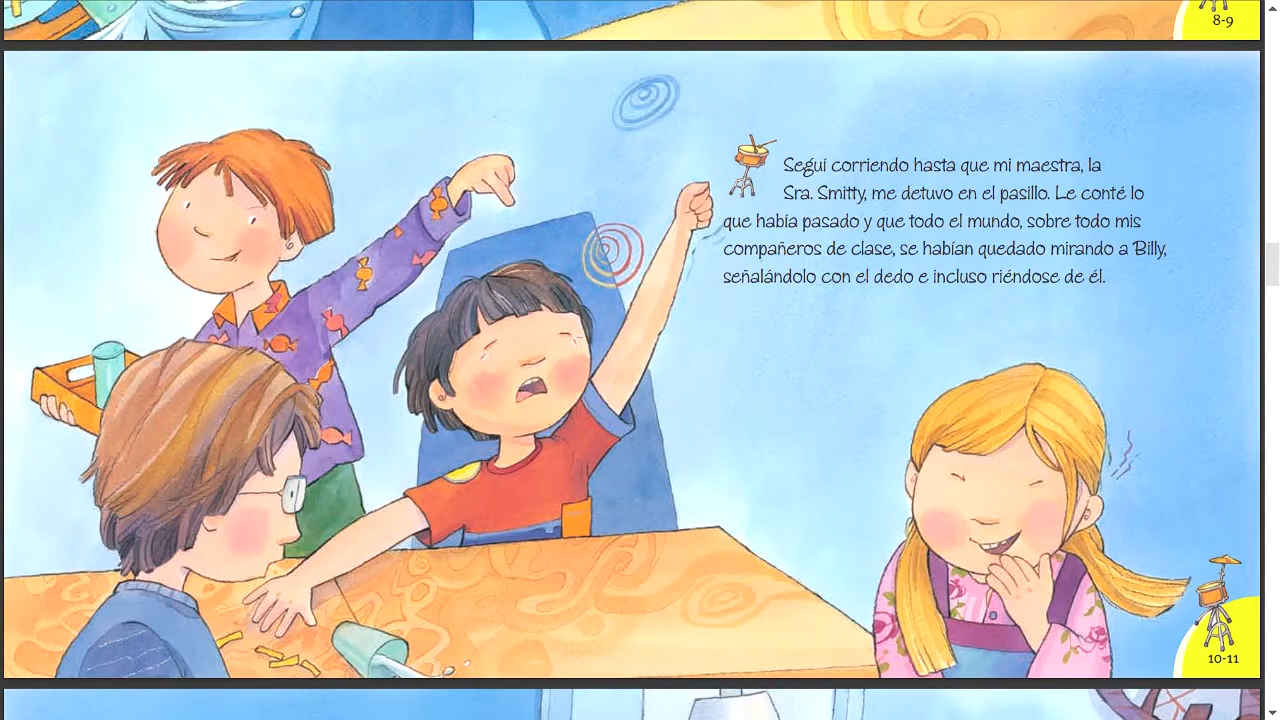 8-9
Seguí corriendo hasta que mi maestra, la
Sra. Smitty, me detuvo en el pasillo. Le conté lo
que había pasado y que todo el mundo, sobre todo mis
compañeros de clase, se habían quedado mirando a Billy,
señalándolo con el dedo e incluso riéndose de él.
10-11